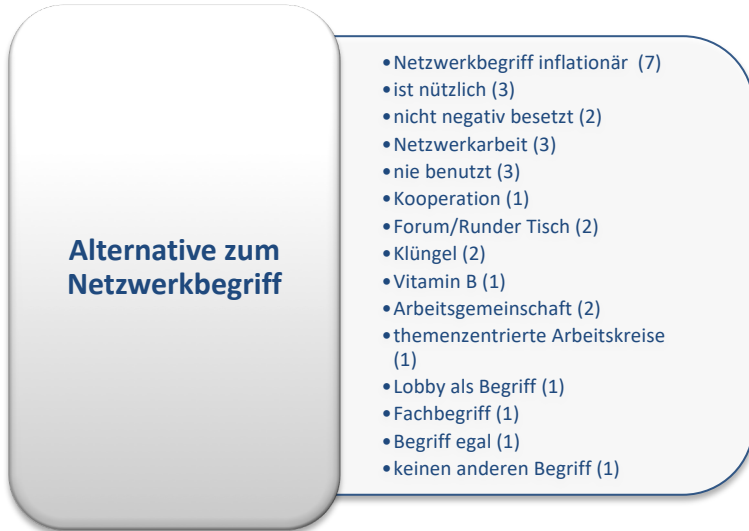 Alternative zum
Netzwerkbegriff
•Netzwerkbegriff inflationär (7)
•ist nützlich (3)
•nicht negativ besetzt (2)
•Netzwerkarbeit (3)
•nie benutzt (3)
•Kooperation (1)
•Forum/Runder Tisch (2)
•Klüngel (2)
•Vitamin B (1)
•Arbeitsgemeinschaft (2)
•themenzentrierte Arbeitskreise
(1)
•Lobby als Begriff (1)
•Fachbegriff (1)
•Begriff egal (1)
•keinen anderen Begriff (1)